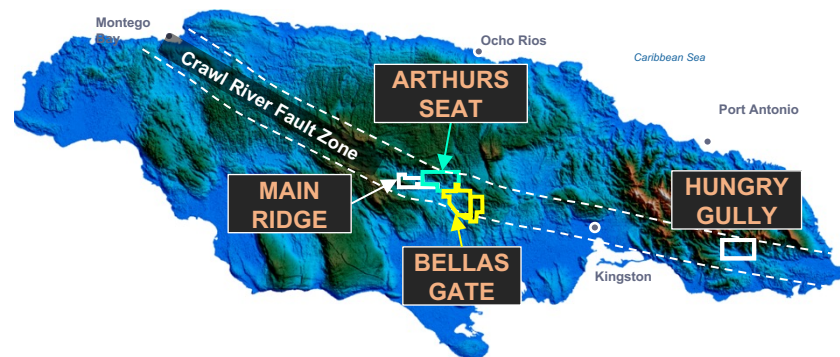 Montego
Bay
Ocho Rios
Caribbean Sea
ARTHURS
SEAT
Crawl River Fault Zone
Port Antonio
MAIN
RIDGE
HUNGRY
GULLY
BELLAS
GATE
Kingston